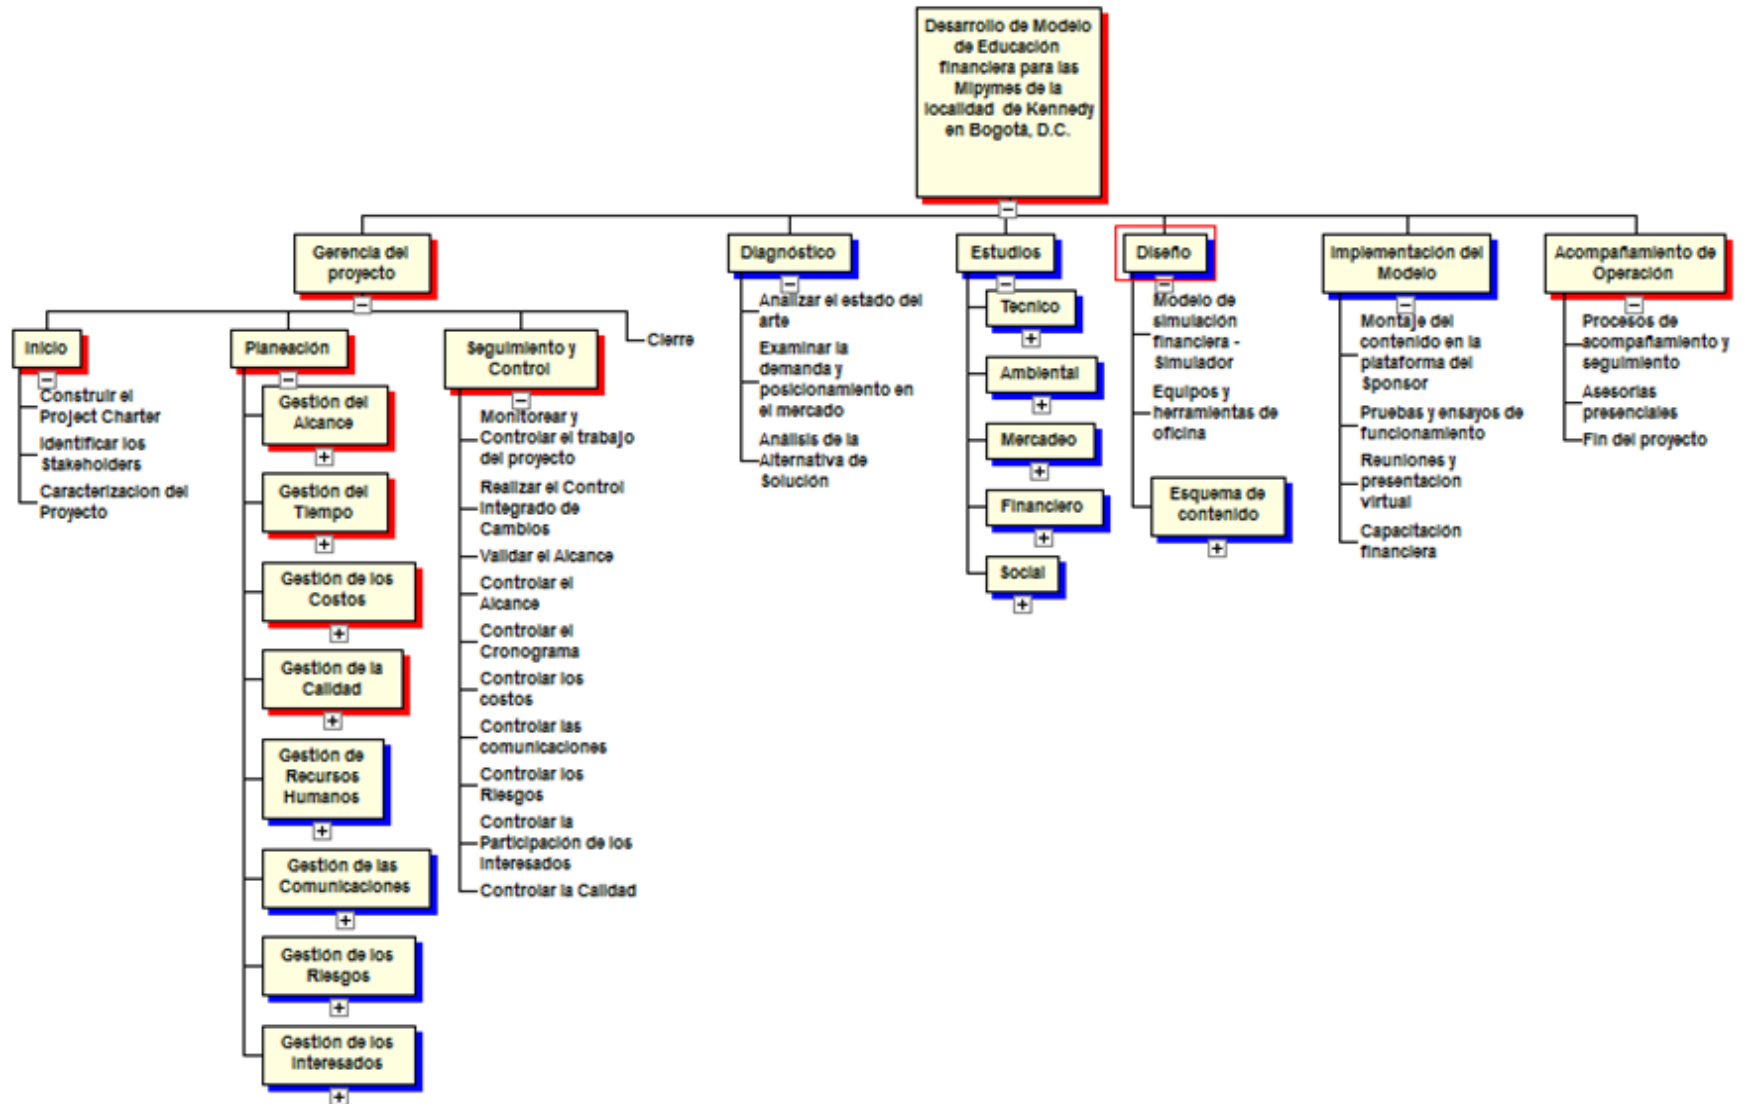 Desarrollo de Modelo
de Educación
financiera para las
Mipymes de la
localidad de Kennedy
en Bogotá, D.C.
Gerencia del
proyecto
Inicio
Construir el
Project Charter
Identificar los
Stakeholders
Caracterizacion del
Proyecto
Planeación
Gestión del
Alcance
Gestión del
Tiempo
Gestión de los
Costos
Gestión de la
Calidad
Gestión de
Recursos
Humanos
Gestión de las
Comunicaciones
Gestión de los
Riesgos
Gestión de los
Interesados
Seguimiento y
Control
Monitorear y
Controlar el trabajo
del proyecto
Realizar el Control
Integrado de
Cambios
Validar el Alcance
Controlar el
Alcance
Controlar el
Cronograma
Controlar los
costos
Controlar las
comunicaciones
Controlar los
Riesgos
Controlar la
Participación de los
Interesados
Controlar la Calidad
Cierre
Diagnóstico
Analizar el estado del
arte
Examinar la
demanda y
posicionamiento en
el mercado
Análisis de la
Alternativa de
Solución
Estudios
Tecnico
Ambiental
Mercadeo
Financiero
Social
Diseño
Modelo de
simulación
financiera -
Simulador
Equipos y
herramientas de
oficina
Esquema de
contenido
Implementación del
Modelo
Montaje del
contenido en la
plataforma del
Sponsor
Pruebas y ensayos de
funcionamiento
Reuniones y
presentacion
virtual
Capacitación
financiera
Acompañamiento de
Operación
Procesos de
acompañamiento y
seguimiento
Asesorias
presenciales
Fin del proyecto